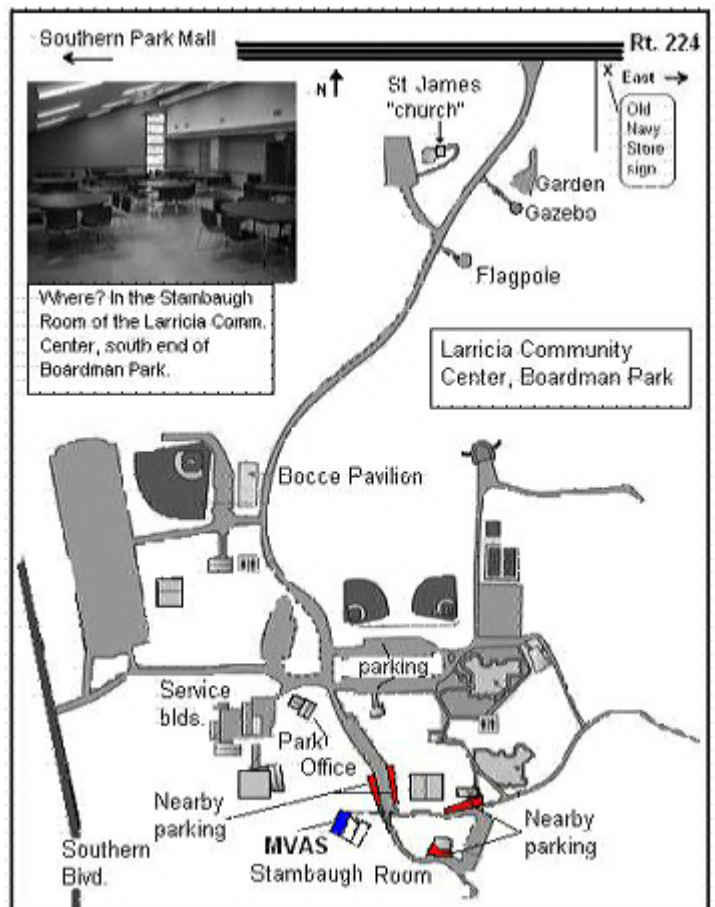 Southern Park Mall
Rt. 224
N
x East
Old
Navy
Store
sign
St James
"church"
Garden
Gazebo
Flagpole
Where? In the Stambaugh
Room of the Larricia Comm.
Center, south end of
Boardman Park.
Larricia Community
Center, Boardman Park
Bocce Pavilion
parking
Service
blds.
Park
Office
Nearby
parking
Nearby
parking
MVAS
Stambaugh Room
Southern
Blvd.